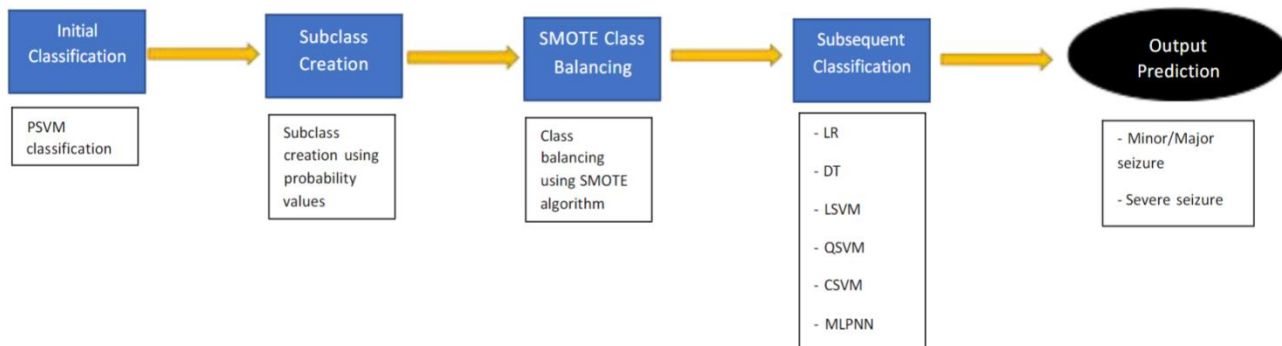 Initial
Classification
PSVM
classification
Subclass
Creation
Subclass
creation using
probability
values
SMOTE Class
Balancing
Class
balancing
using SMOTE
algorithm
Subsequent
Classification
- LR
- DT
- LSVM
- QSVM
- CSVM
- MLPNN
Output
Prediction
- Minor/Major
seizure
- Severe seizure